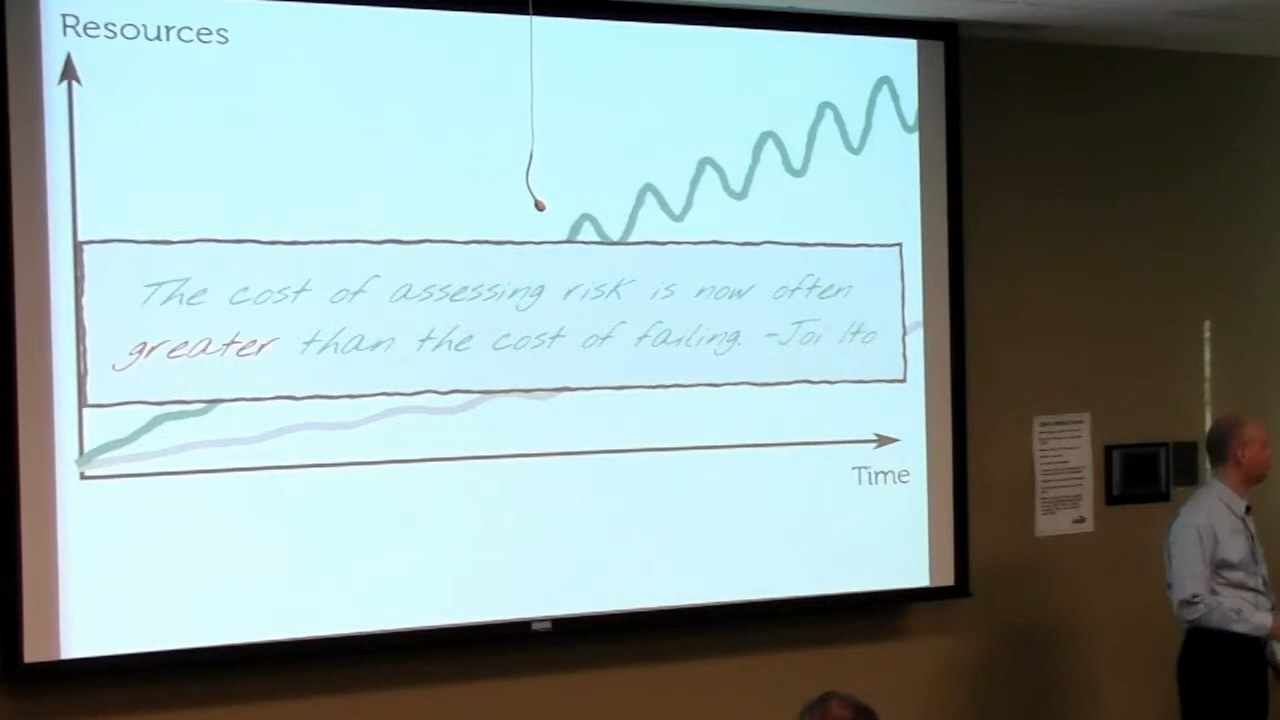 Resources
The cost of assessing risk is now often
greater than the cost of failing. -Joi Ito
Time